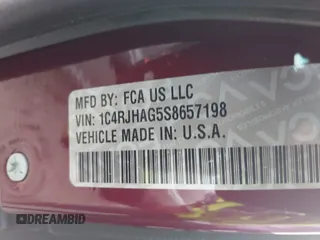 MFD BY: FCA US LLC
VIN: 1C4RJHAG5S8657198
VEHICLE MADE IN: U.S.A.
DREAMBID